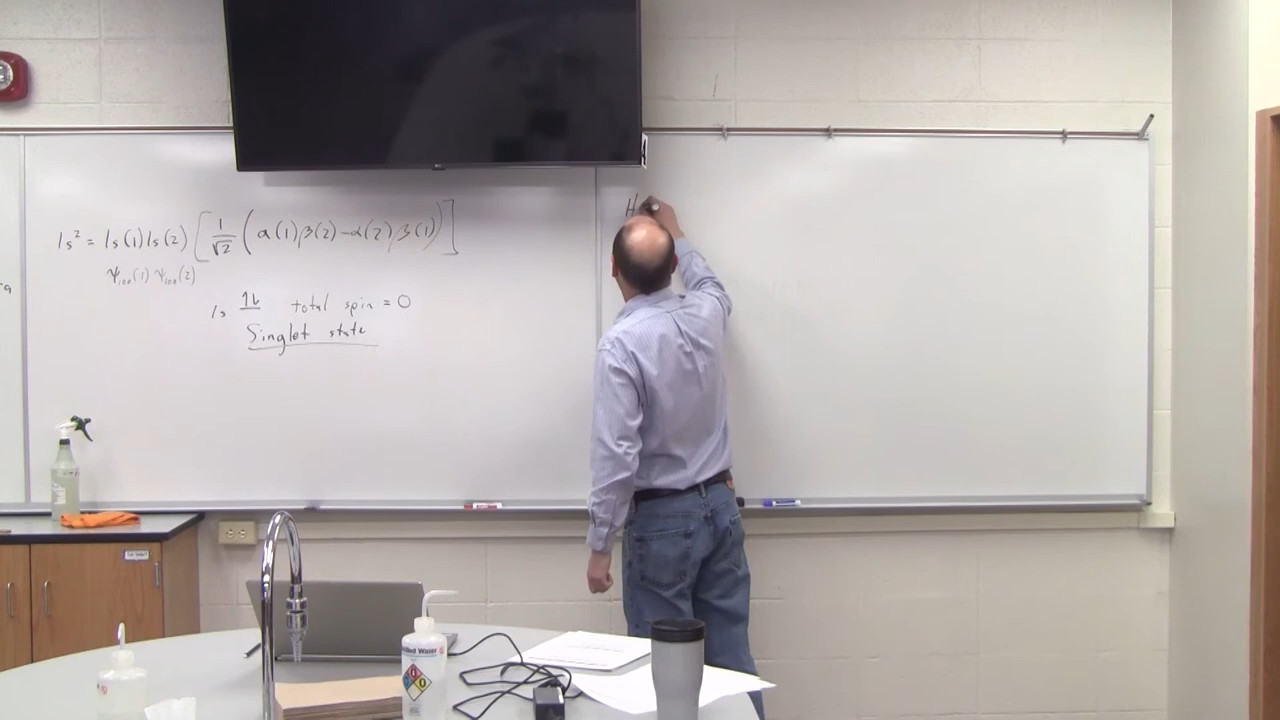 1s² = 1s(1)1s(2) [ 1/√2 ( α(1)β(2) − α(2)β(1) ) ]
ψ₁₀₀(1) ψ₁₀₀(2)
1s ↑↓ total spin = 0
Singlet state
H